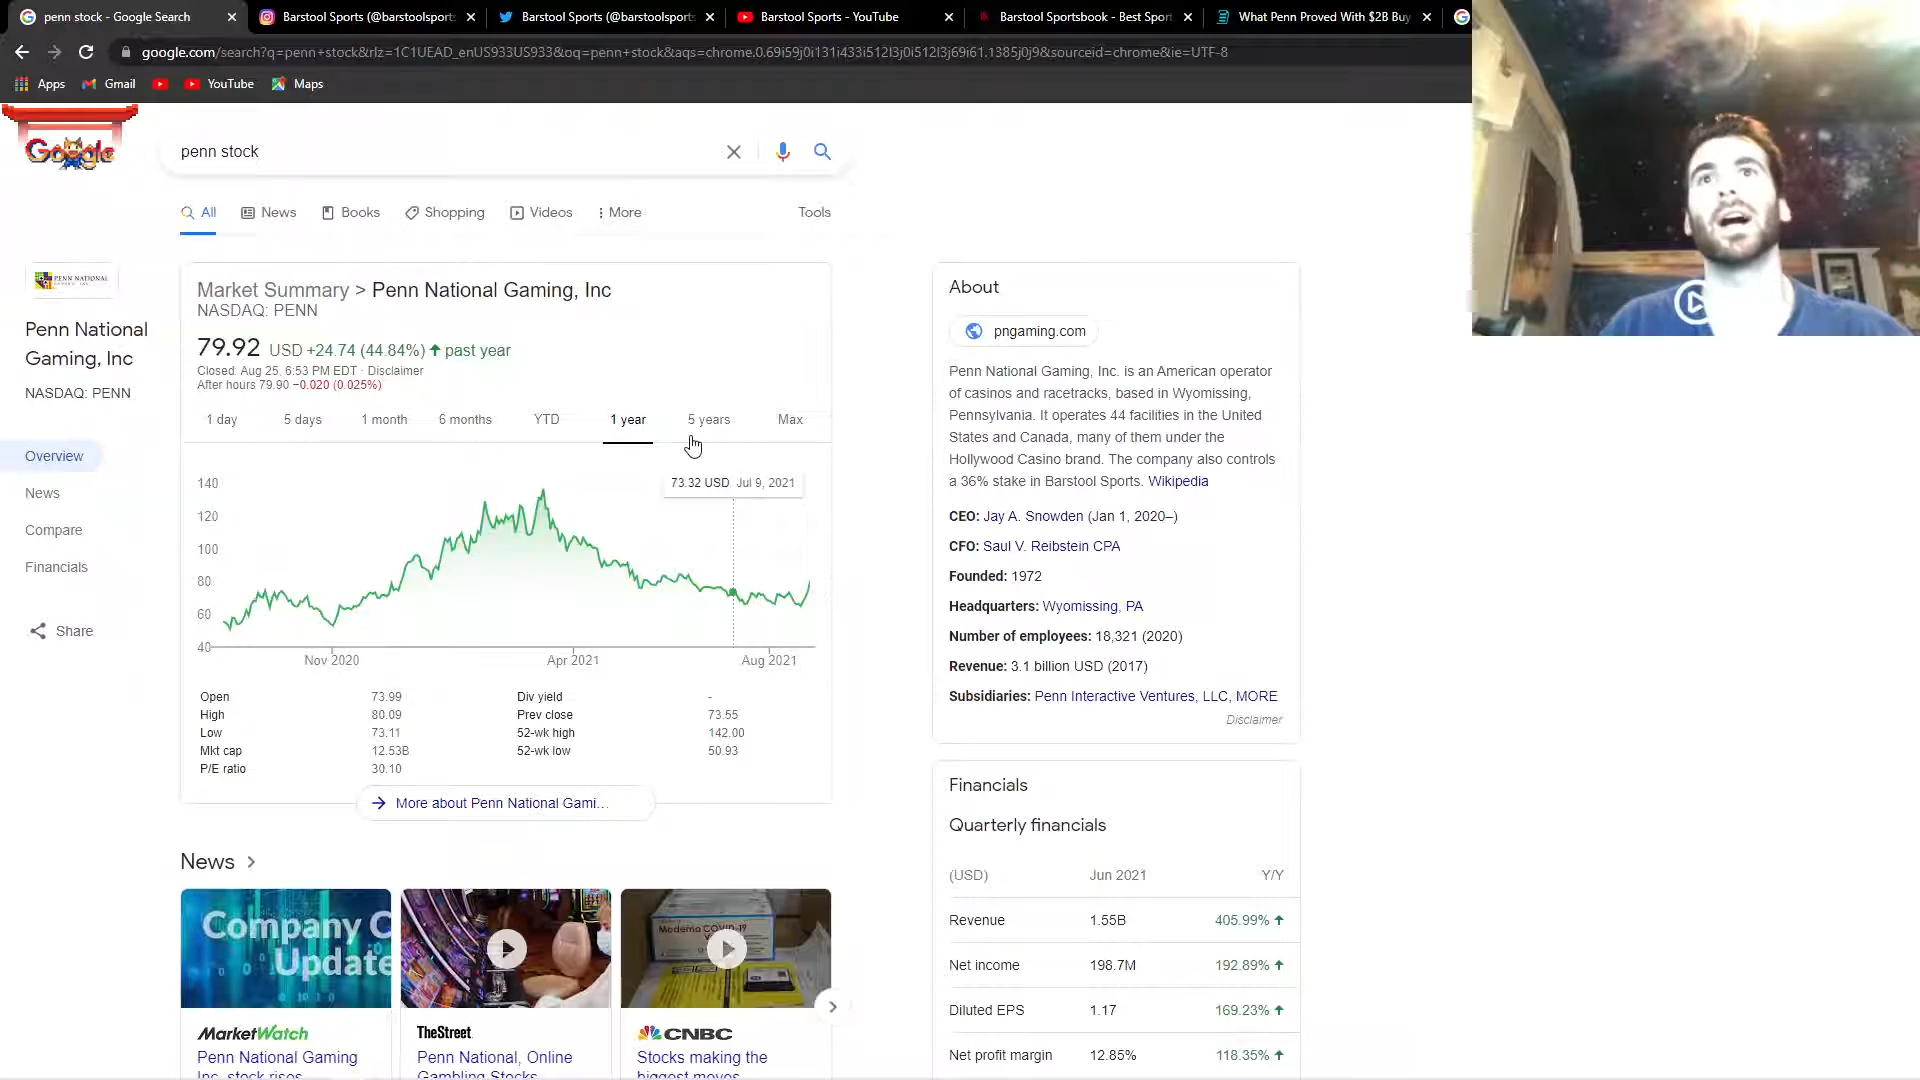 penn stock - Google Search
Barstool Sports (@barstoolsports
Barstool Sports (@barstoolsports
Barstool Sports - YouTube
Barstool Sportsbook - Best Sport
What Penn Proved With $2B Buy
google.com/search?q=penn+stock&rlz=1C1UEAD_enUS933US933&oq=penn+stock&aqs=chrome.0.69i59j0i131i433i512l3j0i512l3j69i61.1385j0j9&sourceid=chrome&ie=UTF-8
Apps
Gmail
YouTube
Maps
Google
penn stock
All
News
Books
Shopping
Videos
More
Tools
PENN NATIONAL
Penn National
Gaming, Inc
NASDAQ: PENN
Overview
News
Compare
Financials
Share
Market Summary > Penn National Gaming, Inc
NASDAQ: PENN
79.92 USD +24.74 (44.84%) past year
Closed: Aug 25, 6:53 PM EDT · Disclaimer
After hours 79.90 −0.020 (0.025%)
1 day
5 days
1 month
6 months
YTD
1 year
5 years
Max
73.32 USD Jul 9, 2021
140
120
100
80
60
40
Nov 2020
Apr 2021
Aug 2021
Open 73.99
High 80.09
Low 73.11
Mkt cap 12.53B
P/E ratio 30.10
Div yield -
Prev close 73.55
52-wk high 142.00
52-wk low 50.93
More about Penn National Gami...
News
Company C
Update
MarketWatch
Penn National Gaming
Inc. stock rises
TheStreet
Penn National, Online
Gambling Stocks
Moderna COVID-19
CNBC
Stocks making the
biggest moves
About
pngaming.com
Penn National Gaming, Inc. is an American operator
of casinos and racetracks, based in Wyomissing,
Pennsylvania. It operates 44 facilities in the United
States and Canada, many of them under the
Hollywood Casino brand. The company also controls
a 36% stake in Barstool Sports. Wikipedia
CEO: Jay A. Snowden (Jan 1, 2020–)
CFO: Saul V. Reibstein CPA
Founded: 1972
Headquarters: Wyomissing, PA
Number of employees: 18,321 (2020)
Revenue: 3.1 billion USD (2017)
Subsidiaries: Penn Interactive Ventures, LLC, MORE
Disclaimer
Financials
Quarterly financials
(USD) Jun 2021 Y/Y
Revenue 1.55B 405.99%
Net income 198.7M 192.89%
Diluted EPS 1.17 169.23%
Net profit margin 12.85% 118.35%